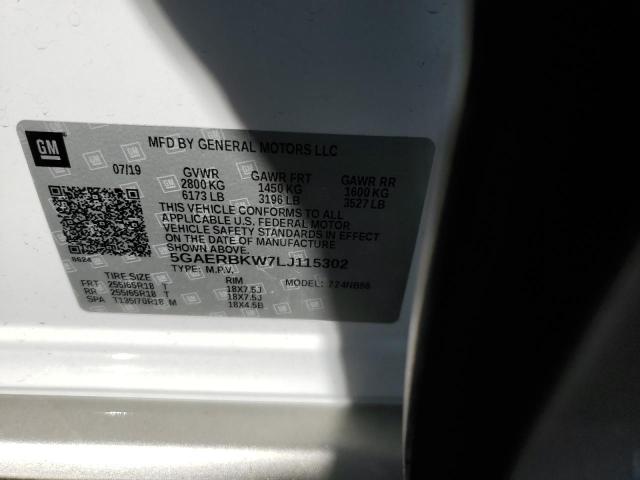 GM
MFD BY GENERAL MOTORS LLC
07/19 GVWR GAWR FRT GAWR RR
2800 KG 1450 KG 1600 KG
6173 LB 3196 LB 3527 LB
THIS VEHICLE CONFORMS TO ALL
APPLICABLE U.S. FEDERAL MOTOR
VEHICLE SAFETY STANDARDS IN EFFECT
ON THE DATE OF MANUFACTURE
SHOWN ABOVE.
8624 5GAERBKW7LJ115302
TYPE: M.P.V.
TIRE SIZE RIM MODEL:
FRT 255/65R18 T 18X7.5J
RR 255/65R18 T 18X7.5J
SPA T135/70R18 M 18X4.5B